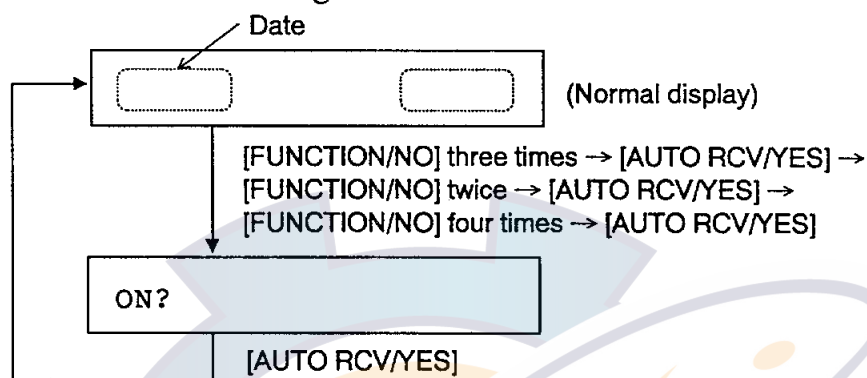 Date
(Normal display)
[FUNCTION/NO] three times → [AUTO RCV/YES] →
[FUNCTION/NO] twice → [AUTO RCV/YES] →
[FUNCTION/NO] four times → [AUTO RCV/YES]
ON?
[AUTO RCV/YES]